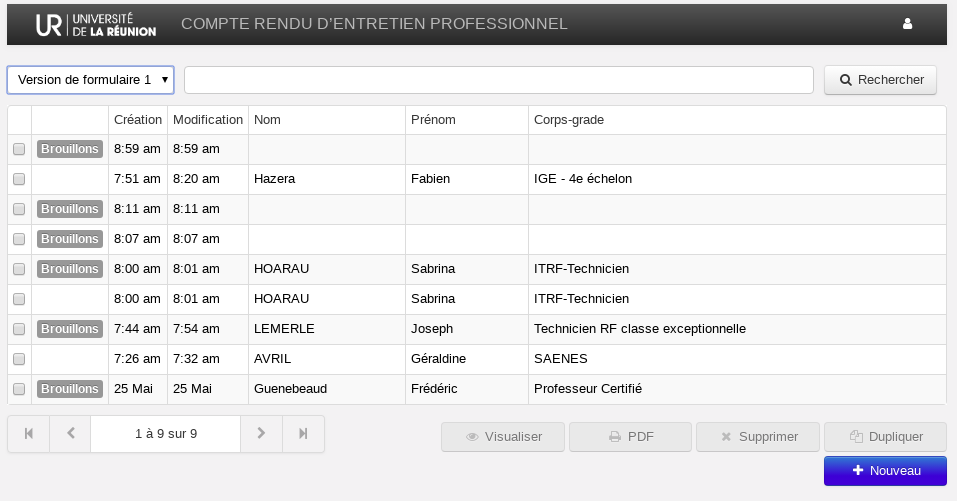 UR UNIVERSITÉ
DE LA RÉUNION
COMPTE RENDU D'ENTRETIEN PROFESSIONNEL
Version de formulaire 1
Rechercher
Création Modification Nom Prénom Corps-grade
Brouillons 8:59 am 8:59 am
7:51 am 8:20 am Hazera Fabien IGE - 4e échelon
Brouillons 8:11 am 8:11 am
Brouillons 8:07 am 8:07 am
Brouillons 8:00 am 8:01 am HOARAU Sabrina ITRF-Technicien
8:00 am 8:01 am HOARAU Sabrina ITRF-Technicien
Brouillons 7:44 am 7:54 am LEMERLE Joseph Technicien RF classe exceptionnelle
7:26 am 7:32 am AVRIL Géraldine SAENES
Brouillons 25 Mai 25 Mai Guenebeaud Frédéric Professeur Certifié
1 à 9 sur 9
Visualiser PDF Supprimer Dupliquer
Nouveau